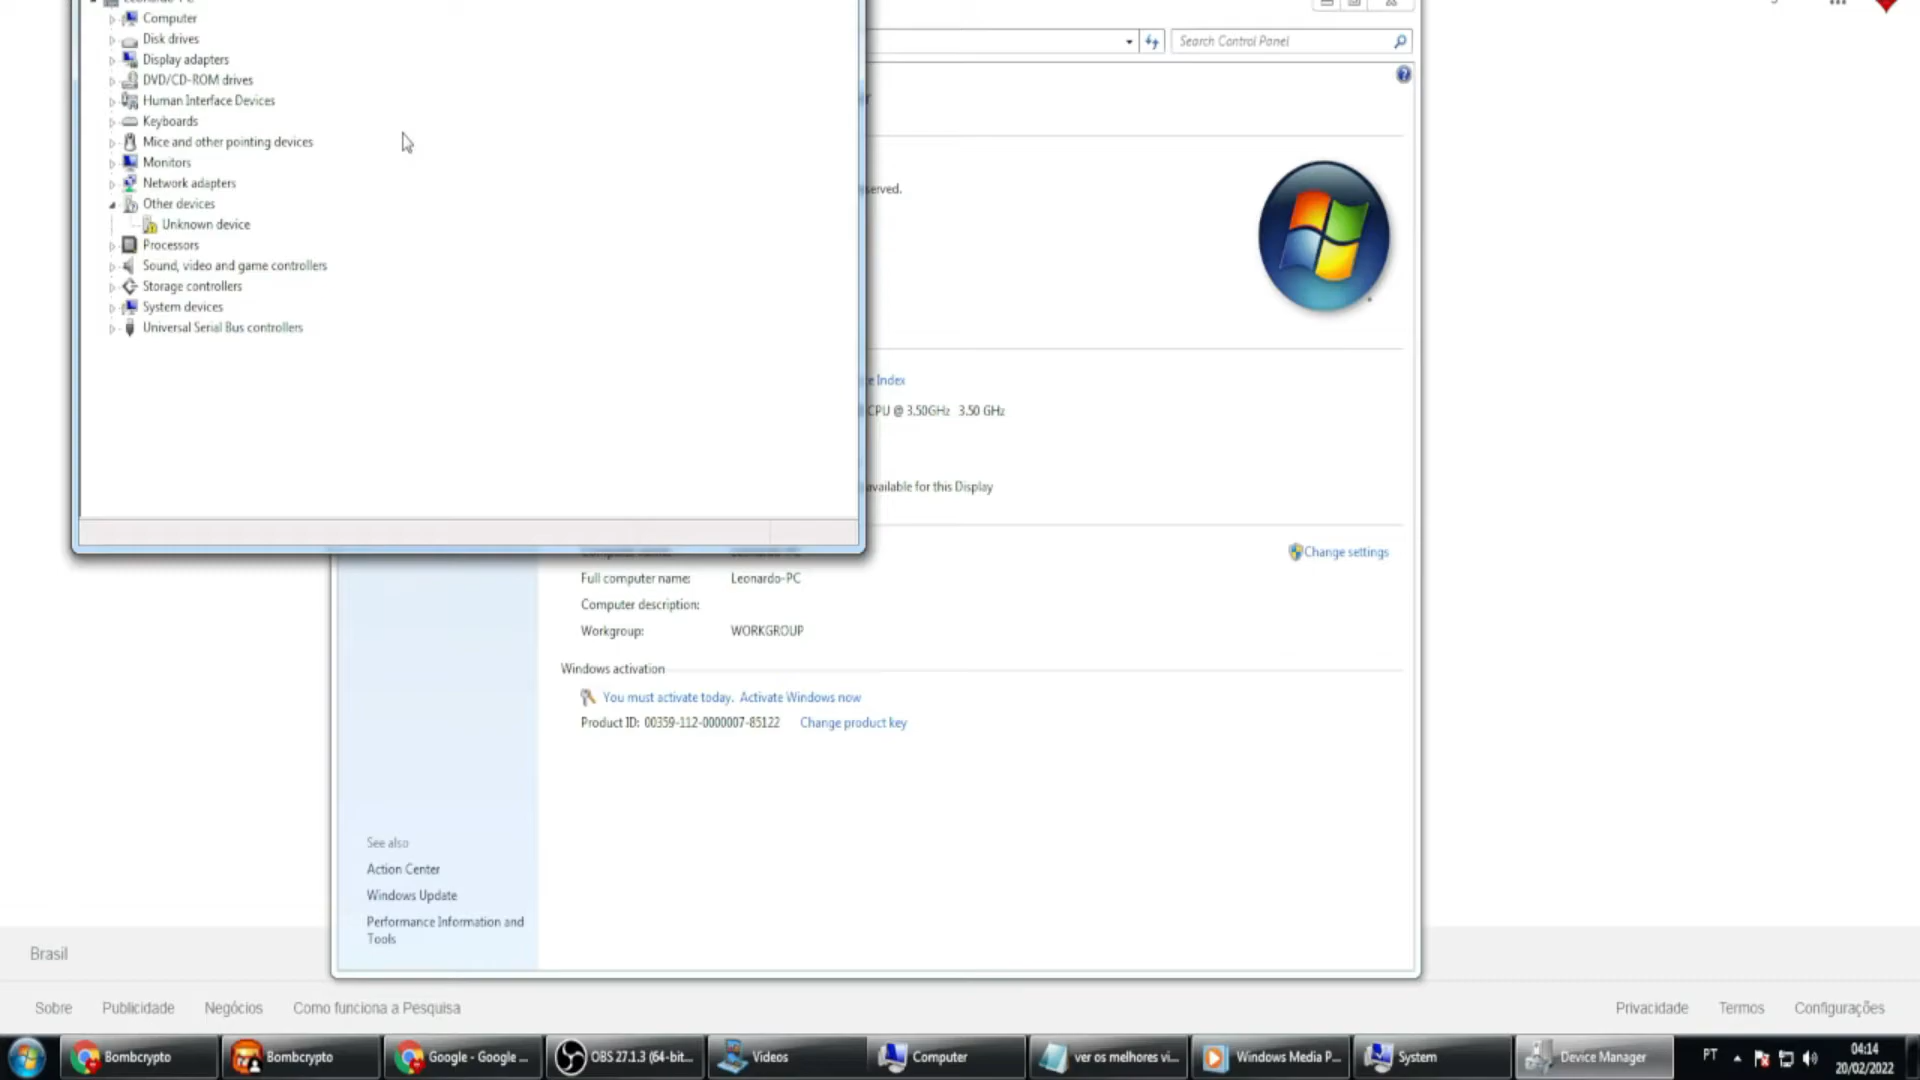 Leonardo-PC
Computer
Disk drives
Display adapters
DVD/CD-ROM drives
Human Interface Devices
Keyboards
Mice and other pointing devices
Monitors
Network adapters
Other devices
Unknown device
Processors
Sound, video and game controllers
Storage controllers
System devices
Universal Serial Bus controllers
Search Control Panel
served.
e Index
CPU @ 3.50GHz 3.50 GHz
available for this Display
Change settings
Full computer name: Leonardo-PC
Computer description:
Workgroup: WORKGROUP
Windows activation
You must activate today. Activate Windows now
Product ID: 00359-112-0000007-85122 Change product key
See also
Action Center
Windows Update
Performance Information and
Tools
Brasil
Sobre Publicidade Negócios Como funciona a Pesquisa
Privacidade Termos Configurações
Bombcrypto Bombcrypto Google - Google ... OBS 27.1.3 (64-bit... Videos Computer ver os melhores vi... Windows Media P... System Device Manager PT 04:14
20/02/2022